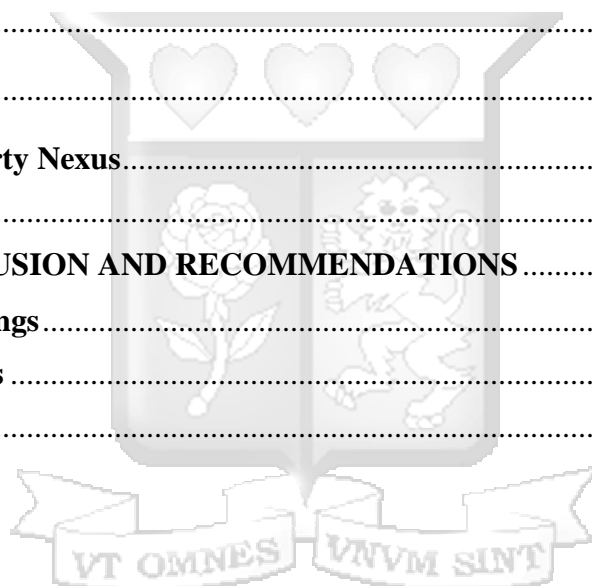 ................................................................
................................................................
rty Nexus................................................................
................................................................
USION AND RECOMMENDATIONS...........
ngs................................................................
s ................................................................
................................................................
VT OMNES VNVM SINT